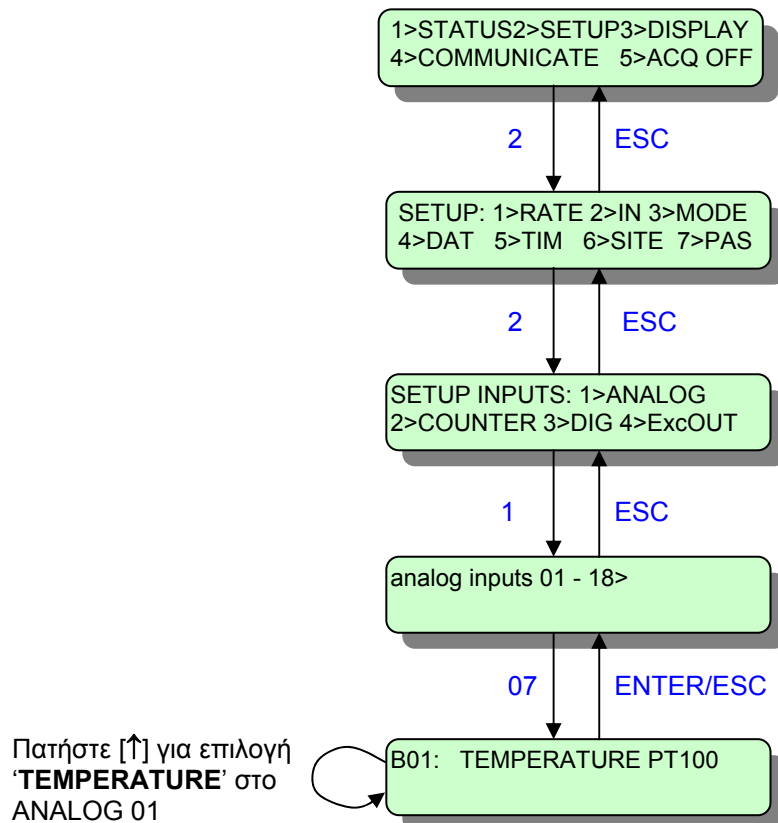 1>STATUS2>SETUP3>DISPLAY
4>COMMUNICATE 5>ACQ OFF
2 ESC
SETUP: 1>RATE 2>IN 3>MODE
4>DAT 5>TIM 6>SITE 7>PAS
2 ESC
SETUP INPUTS: 1>ANALOG
2>COUNTER 3>DIG 4>ExcOUT
1 ESC
analog inputs 01 - 18>
07 ENTER/ESC
Πατήστε [↑] για επιλογή
‘TEMPERATURE’ στο
ANALOG 01
B01: TEMPERATURE PT100